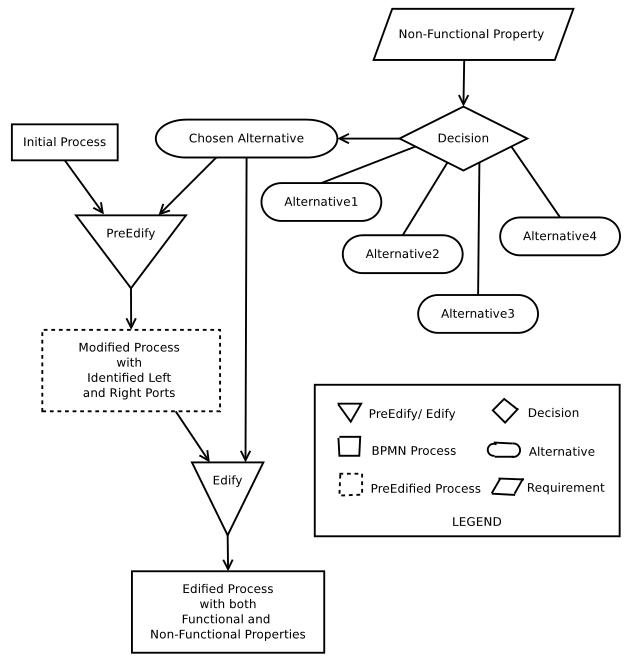 Non-Functional Property
Initial Process
Chosen Alternative
Decision
Alternative1
Alternative2
Alternative3
Alternative4
PreEdify
Modified Process
with
Identified Left
and Right Ports
Edify
Edified Process
with both
Functional and
Non-Functional Properties
PreEdify/ Edify
Decision
BPMN Process
Alternative
PreEdified Process
Requirement
LEGEND